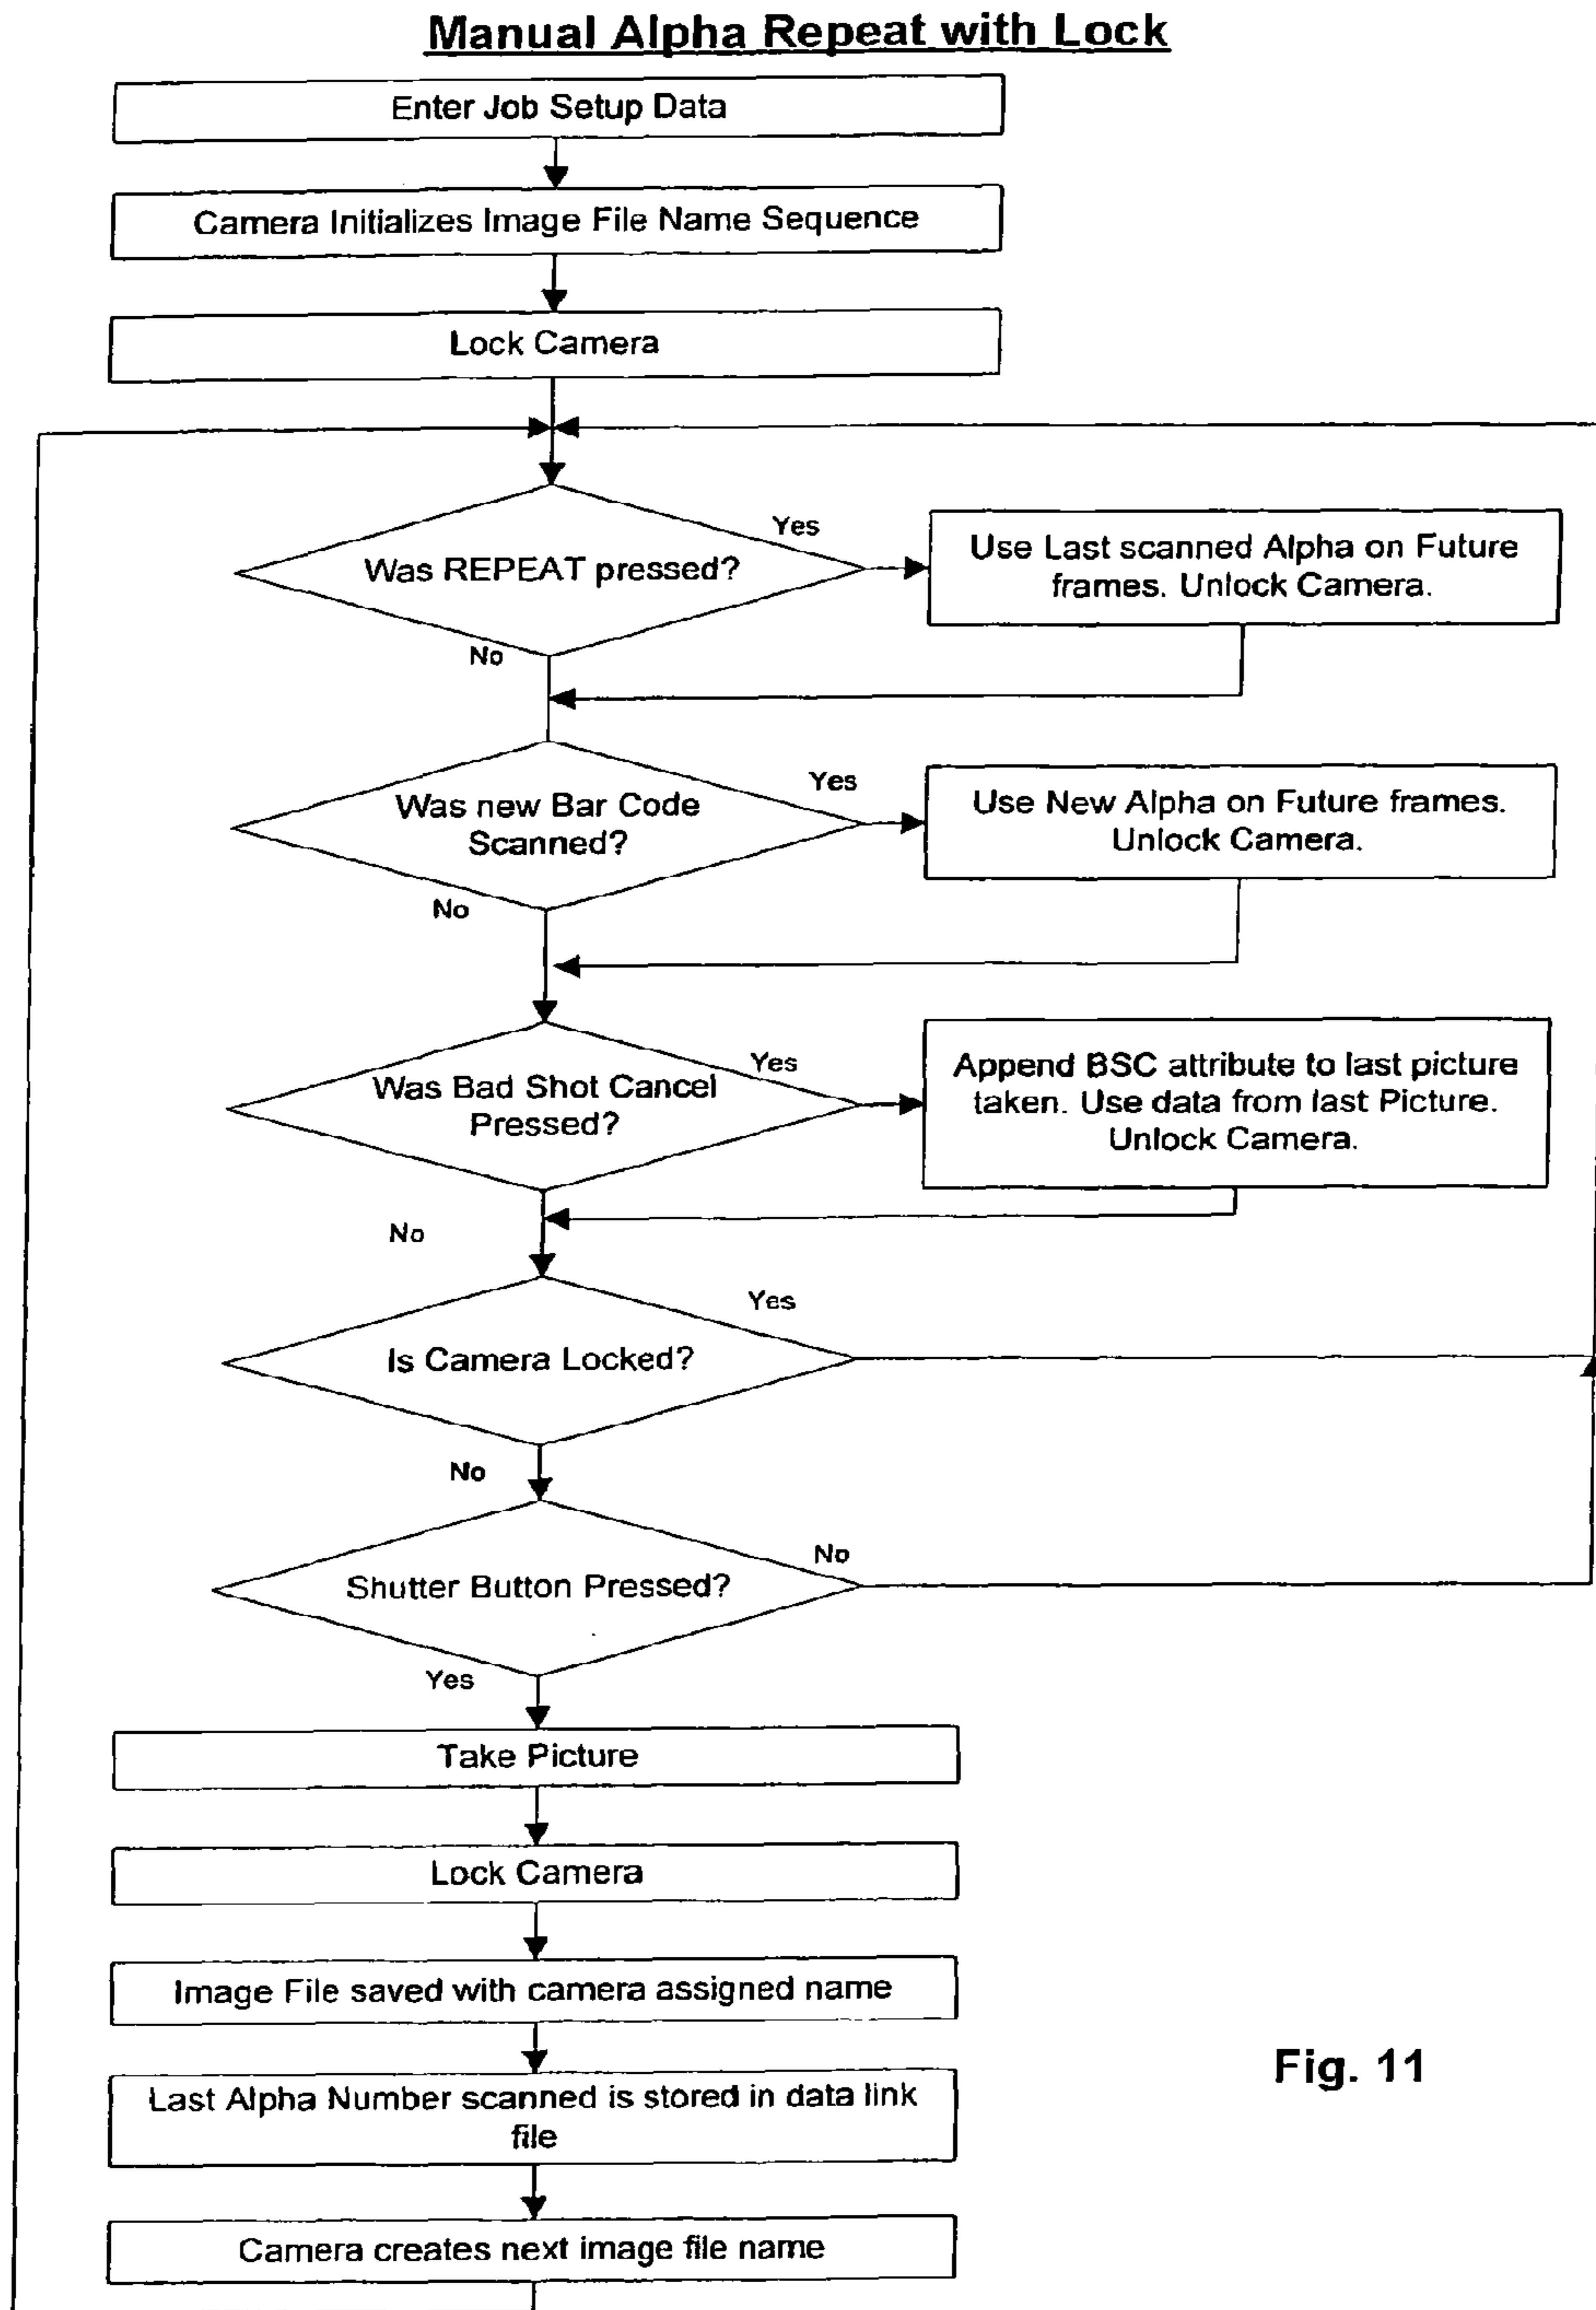 Manual Alpha Repeat with Lock
Enter Job Setup Data
Camera Initializes Image File Name Sequence
Lock Camera
Was REPEAT pressed?
Yes
Use Last scanned Alpha on Future
frames. Unlock Camera.
No
Was new Bar Code
Scanned?
Yes
Use New Alpha on Future frames.
Unlock Camera.
No
Was Bad Shot Cancel
Pressed?
Yes
Append BSC attribute to last picture
taken. Use data from last Picture.
Unlock Camera.
No
Is Camera Locked?
Yes
No
Shutter Button Pressed?
No
Yes
Take Picture
Lock Camera
Image File saved with camera assigned name
Last Alpha Number scanned is stored in data link
file
Camera creates next image file name
Fig. 11